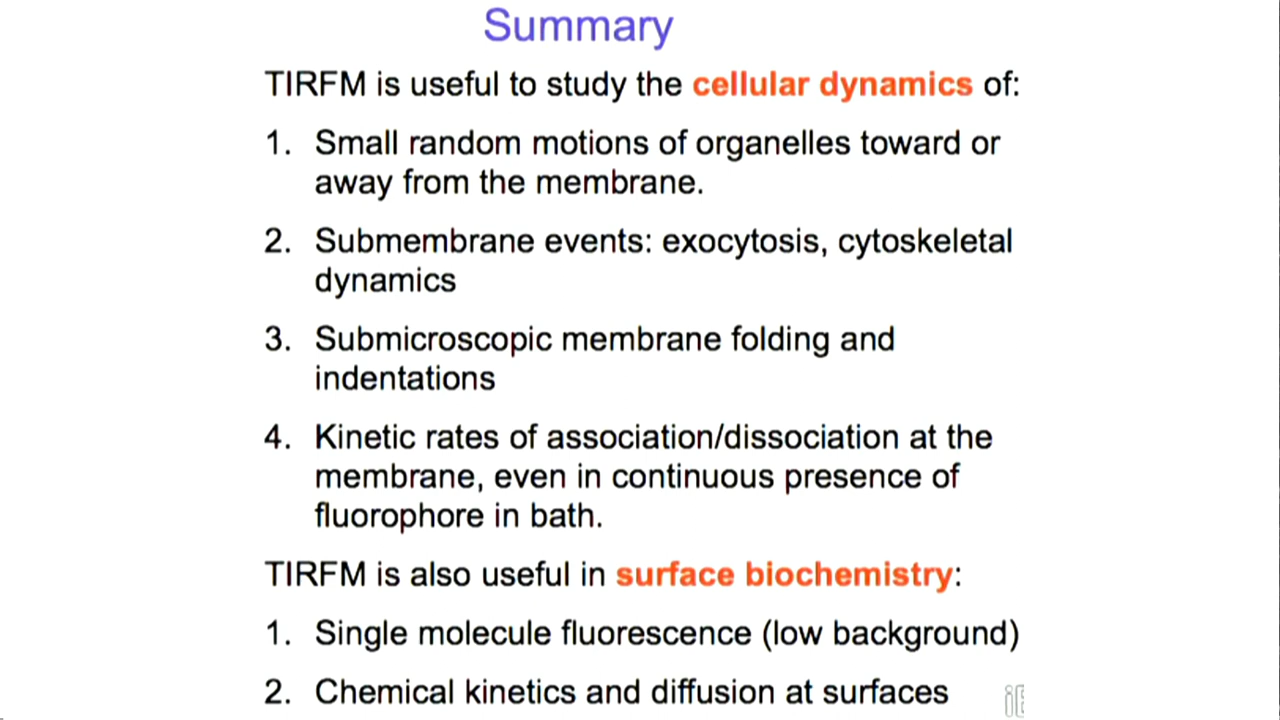 Summary
TIRFM is useful to study the cellular dynamics of:
1. Small random motions of organelles toward or
away from the membrane.
2. Submembrane events: exocytosis, cytoskeletal
dynamics
3. Submicroscopic membrane folding and
indentations
4. Kinetic rates of association/dissociation at the
membrane, even in continuous presence of
fluorophore in bath.
TIRFM is also useful in surface biochemistry:
1. Single molecule fluorescence (low background)
2. Chemical kinetics and diffusion at surfaces